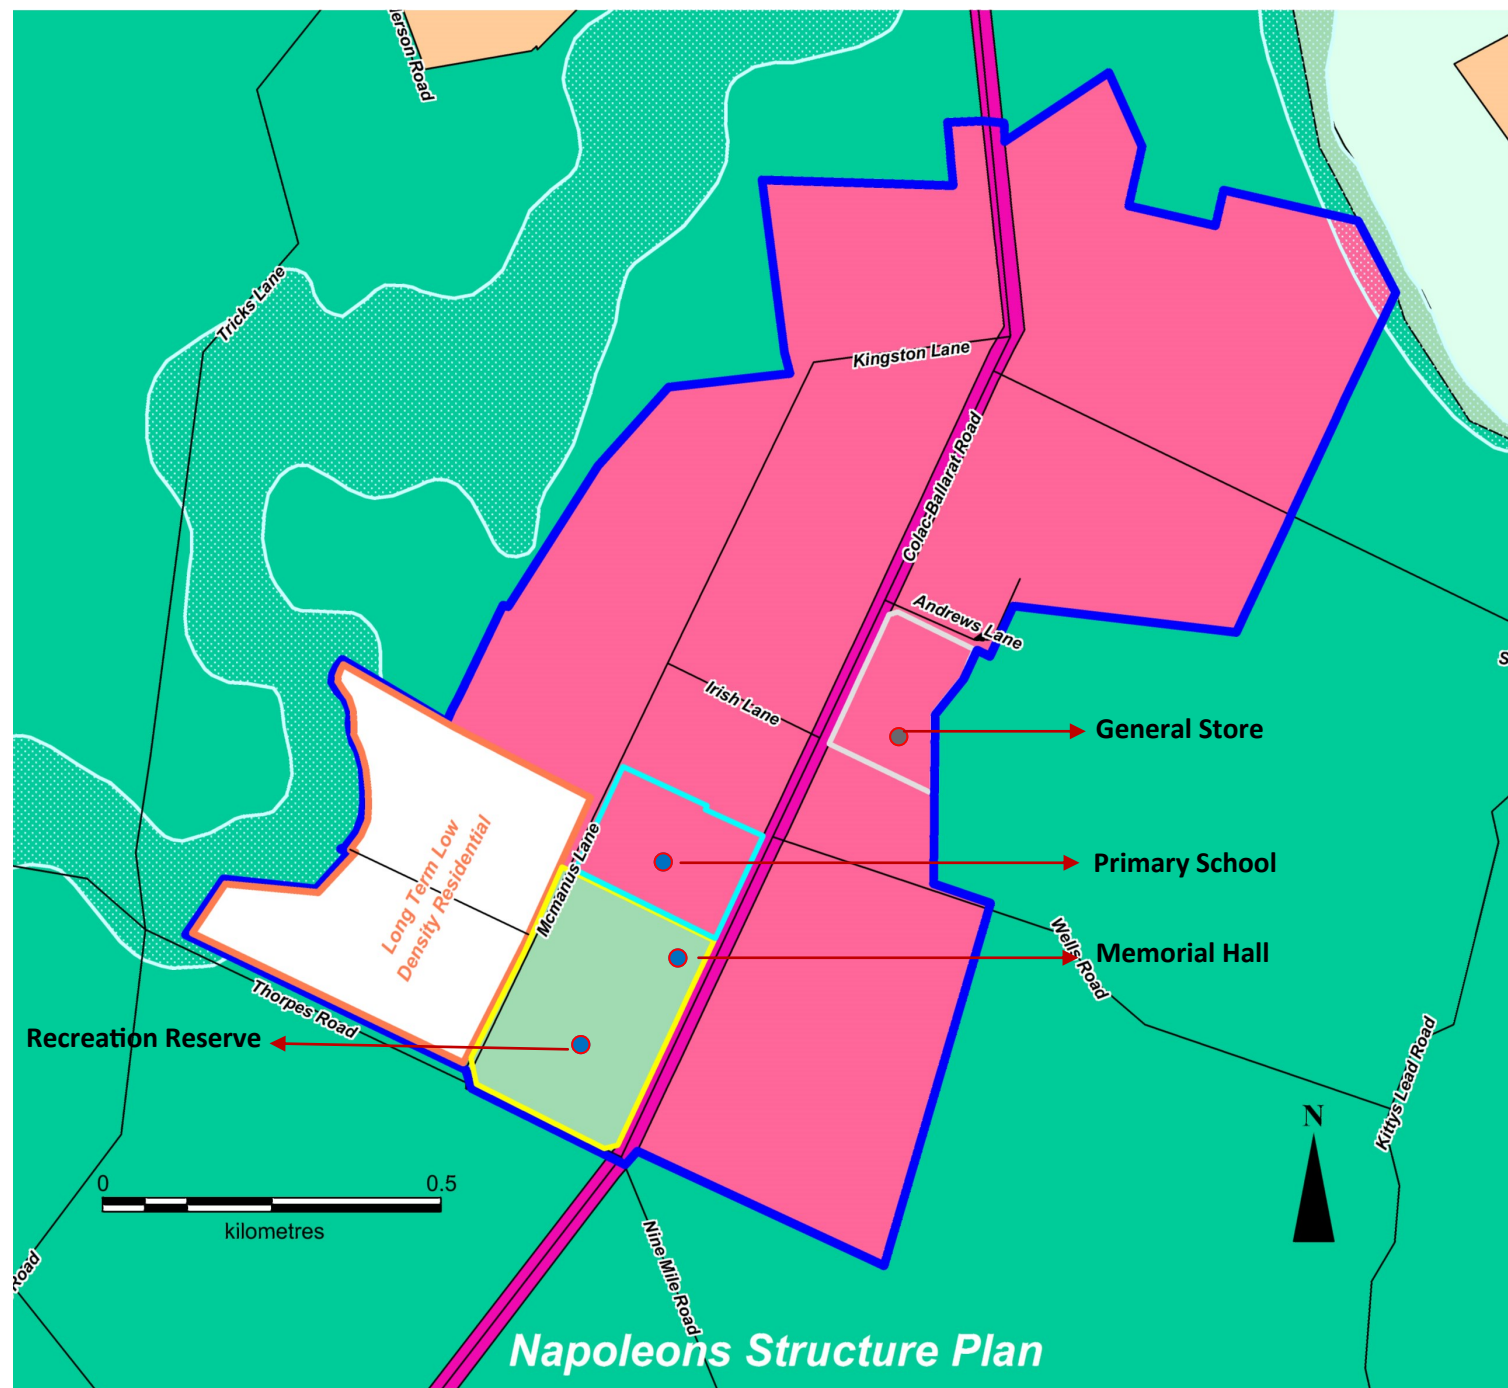 erson Road
Tricks Lane
Kingston Lane
Colac-Ballarat Road
Andrews Lane
S
Irish Lane
General Store
Long Term Low
Density Residential
Mcmanus Lane
Primary School
Wells Road
Memorial Hall
Thorpes Road
Recreation Reserve
Kittys Lead Road
N
0 0.5
kilometres
Road
Nine Mile Road
Napoleons Structure Plan